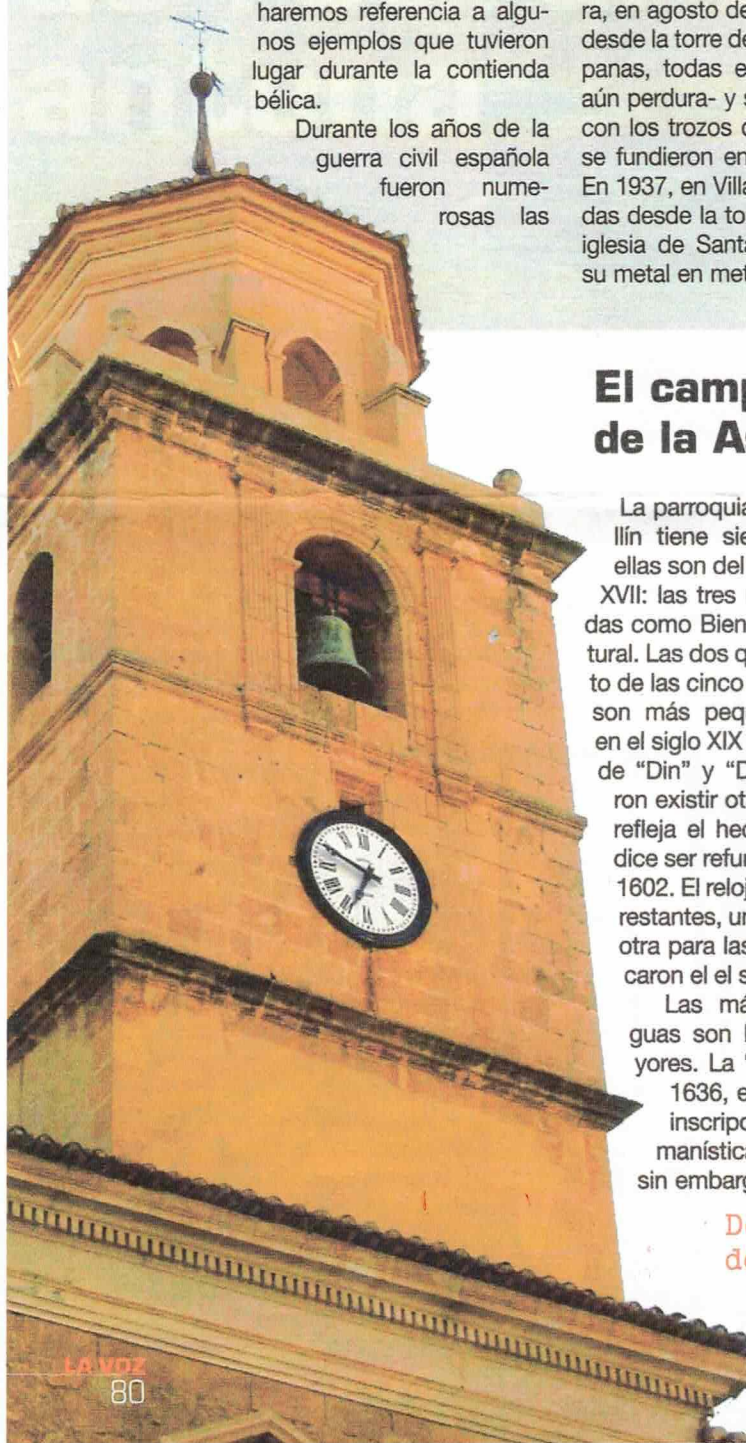 haremos referencia a algu-
nos ejemplos que tuvieron
lugar durante la contienda
bélica.
Durante los años de la
guerra civil española
fueron nume-
rosas las
ra, en agosto de
desde la torre de
panas, todas e
aún perdura- y s
con los trozos
se fundieron en
En 1937, en Villa
das desde la to
iglesia de Santa
su metal en met
El camp
de la A
La parroquia
llín tiene sie
ellas son del
XVII: las tres
das como Bien
tural. Las dos q
to de las cinco
son más peq
en el siglo XIX
de “Din” y “D
ron existir ot
refleja el hec
dice ser refun
1602. El reloj
restantes, un
otra para las
caron el el s
Las má
guas son
yores. La
1636, e
inscripc
manística
sin embarg
D
de
LA VOZ
80